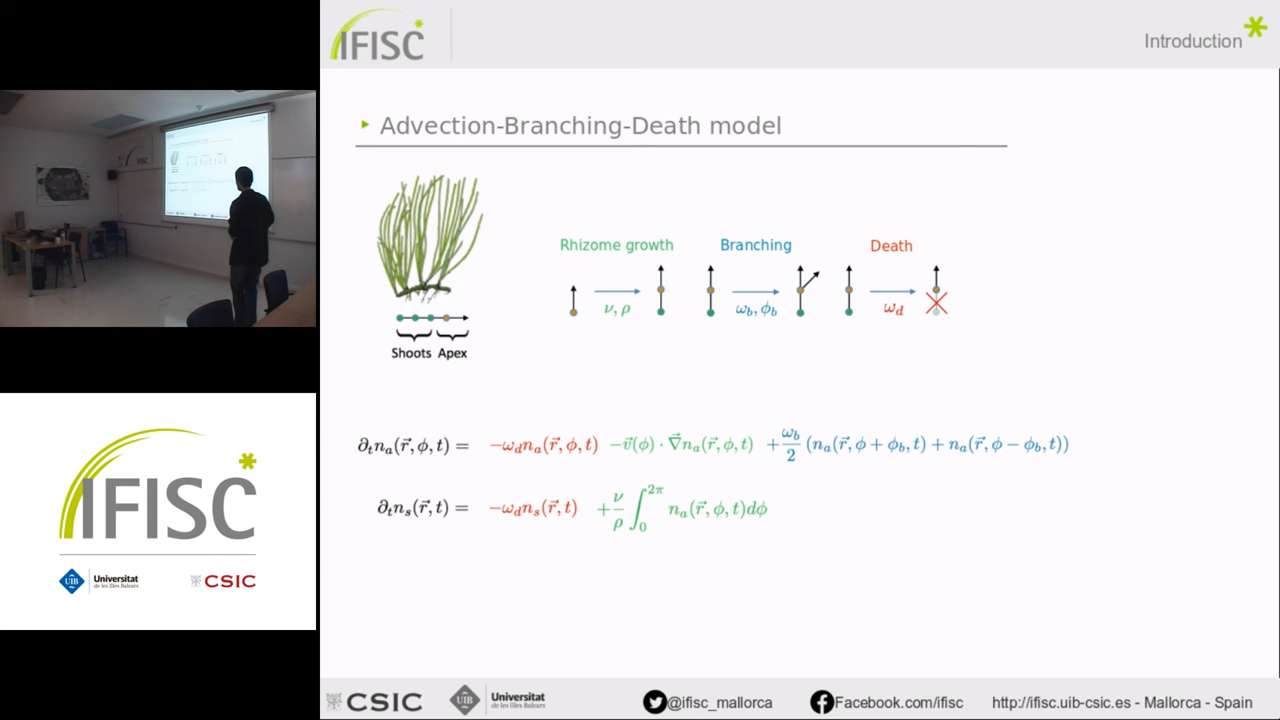 IFISC
Introduction
Advection-Branching-Death model
Rhizome growth
Branching
Death
ν, ρ
ω_b, ϕ_b
ω_d
Shoots Apex
∂_t n_a(r⃗, ϕ, t) = −ω_d n_a(r⃗, ϕ, t) −v⃗(ϕ) · ∇⃗n_a(r⃗, ϕ, t) + ω_b/2 (n_a(r⃗, ϕ + ϕ_b, t) + n_a(r⃗, ϕ − ϕ_b, t))
∂_t n_s(r⃗, t) = −ω_d n_s(r⃗, t) + ν/ρ ∫_0^{2π} n_a(r⃗, ϕ, t)dϕ
IFISC
UIB
Universitat
de les Illes Balears
CSIC
CSIC
UIB
Universitat
de les Illes Balears
@ifisc_mallorca
Facebook.com/ifisc
http://ifisc.uib-csic.es - Mallorca - Spain